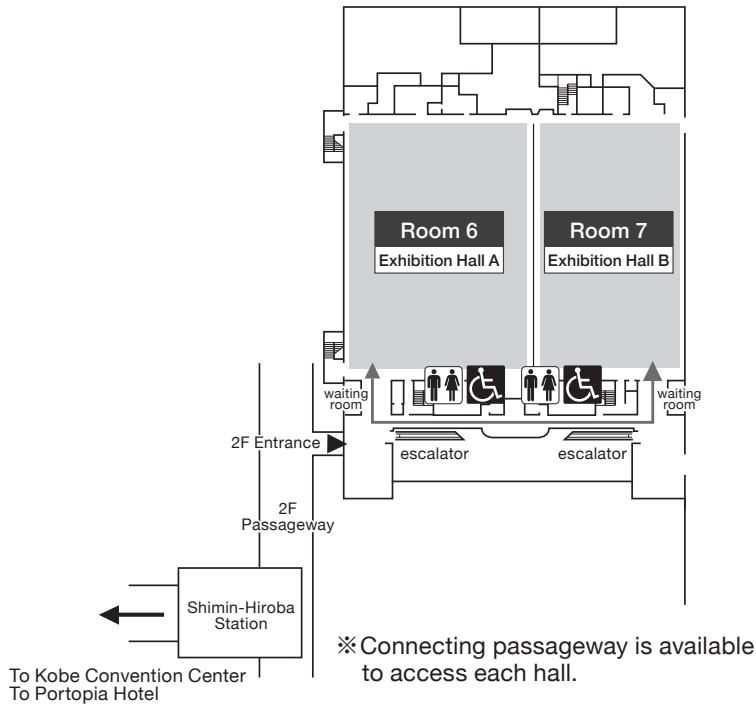 Room 6
Exhibition Hall A
Room 7
Exhibition Hall B
waiting
room
waiting
room
2F Entrance
escalator
escalator
2F
Passageway
Shimin-Hiroba
Station
※Connecting passageway is available
to access each hall.
To Kobe Convention Center
To Portopia Hotel